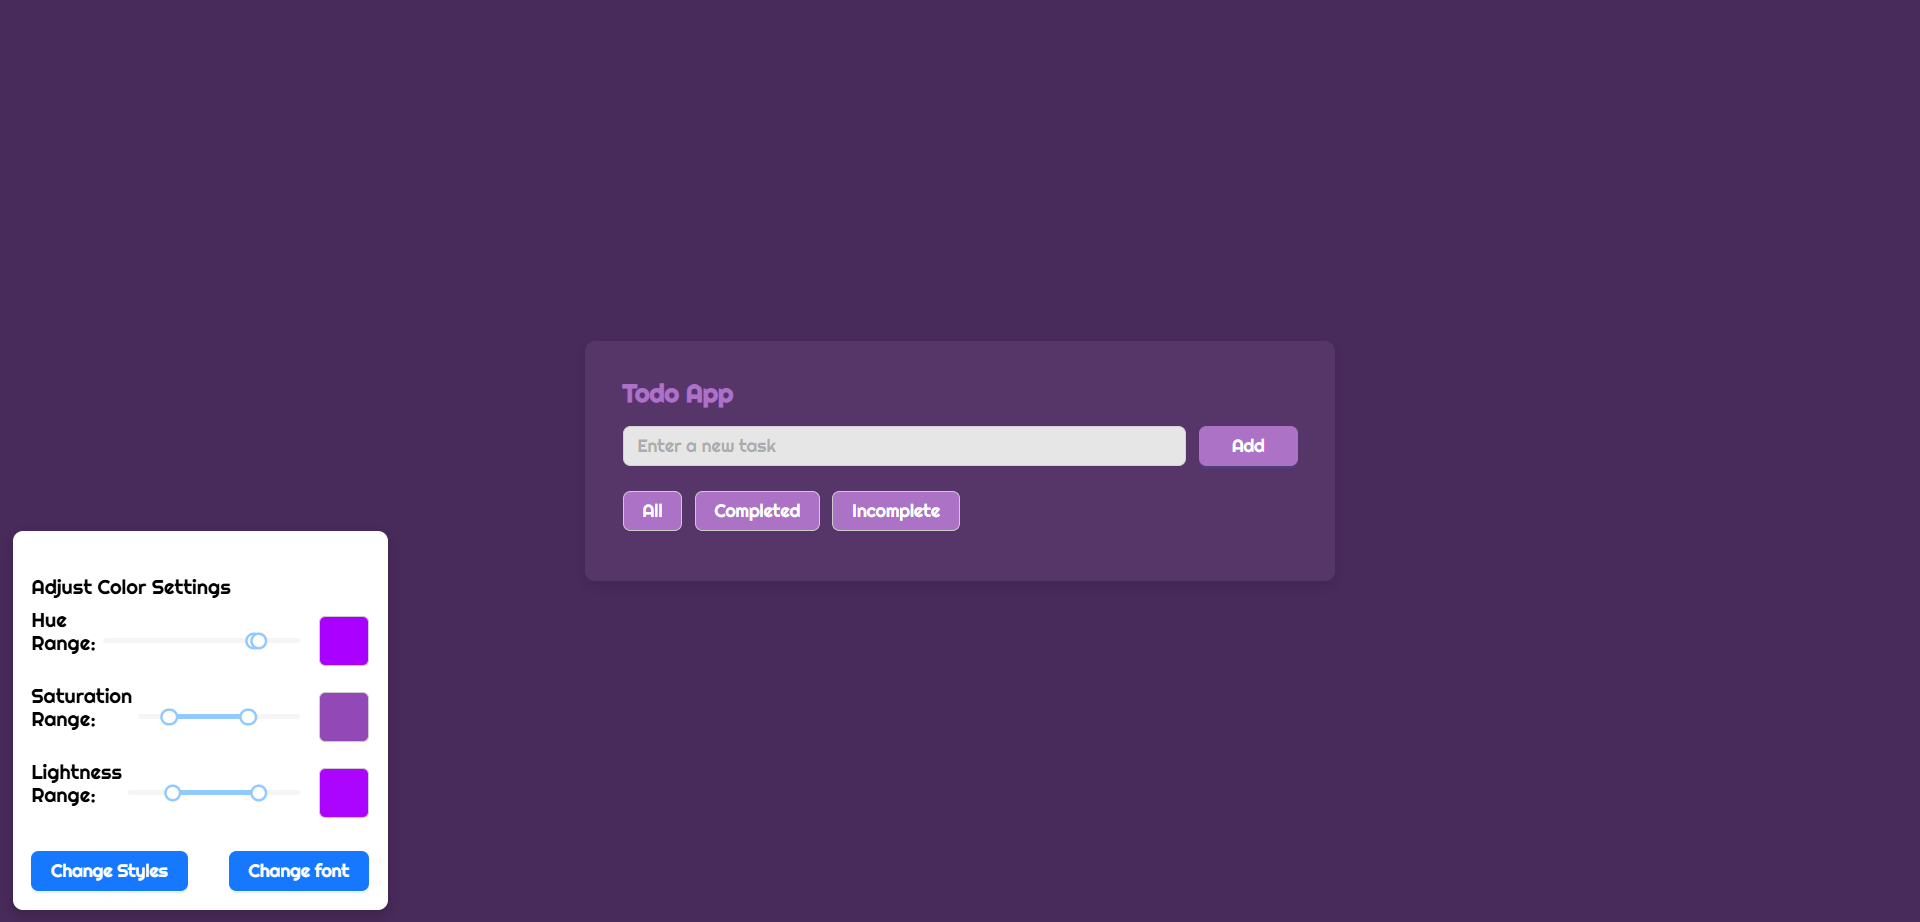 Todo App
Enter a new task
Add
All Completed Incomplete
Adjust Color Settings
Hue
Range:
Saturation
Range:
Lightness
Range:
Change Styles Change font